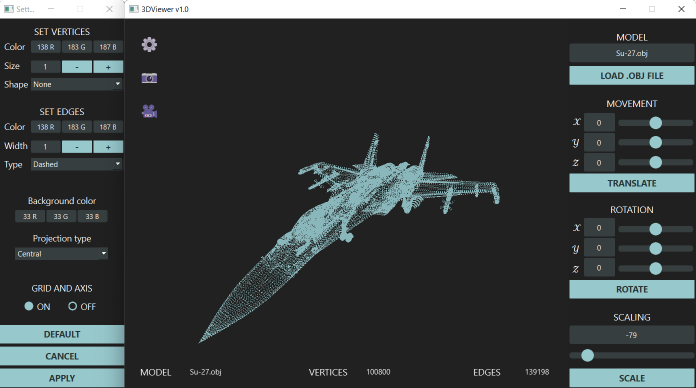 Sett...
SET VERTICES
Color 138 R 183 G 187 B
Size 1 - +
Shape None
SET EDGES
Color 138 R 183 G 187 B
Width 1 - +
Type Dashed
Background color
33 R 33 G 33 B
Projection type
Central
GRID AND AXIS
ON OFF
DEFAULT
CANCEL
APPLY
3DViewer v1.0
MODEL Su-27.obj VERTICES 100800 EDGES 139198
MODEL
Su-27.obj
LOAD .OBJ FILE
MOVEMENT
x 0
y 0
z 0
TRANSLATE
ROTATION
x 0
y 0
z 0
ROTATE
SCALING
-79
SCALE